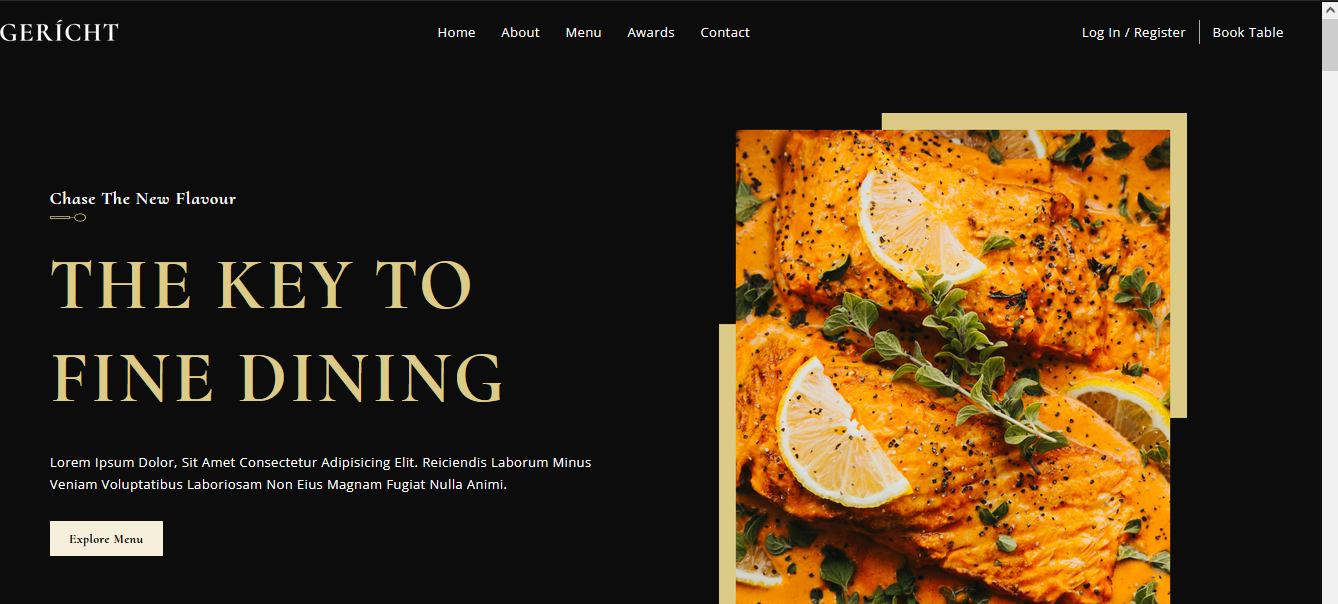 GERÍCHT
Home About Menu Awards Contact
Log In / Register Book Table
Chase The New Flavour
THE KEY TO
FINE DINING
Lorem Ipsum Dolor, Sit Amet Consectetur Adipisicing Elit. Reiciendis Laborum Minus
Veniam Voluptatibus Laboriosam Non Eius Magnam Fugiat Nulla Animi.
Explore Menu